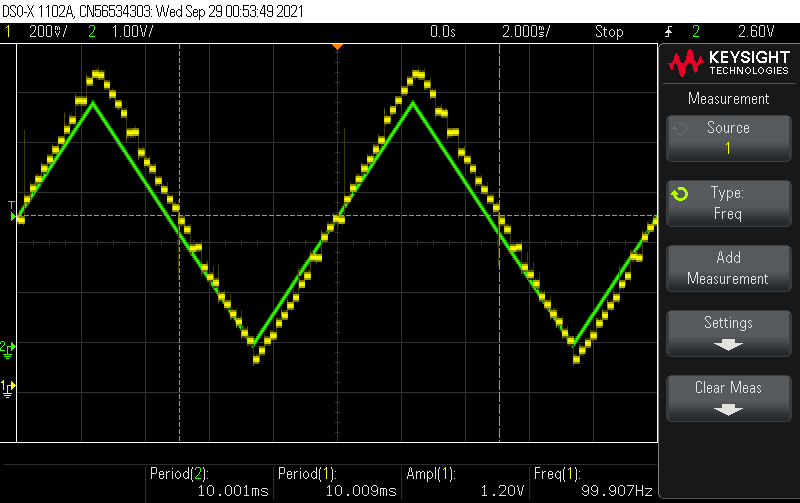 DSO-X 1102A, CN56534303: Wed Sep 29 00:53:49 2021
1 200mV/ 2 1.00V/ 0.0s 2.000ms/ Stop 2 2.60V
KEYSIGHT
TECHNOLOGIES
Measurement
Source
1
Type:
Freq
Add
Measurement
Settings
Clear Meas
T
2
1
Period(2): Period(1): Ampl(1): Freq(1):
10.001ms 10.009ms 1.20V 99.907Hz